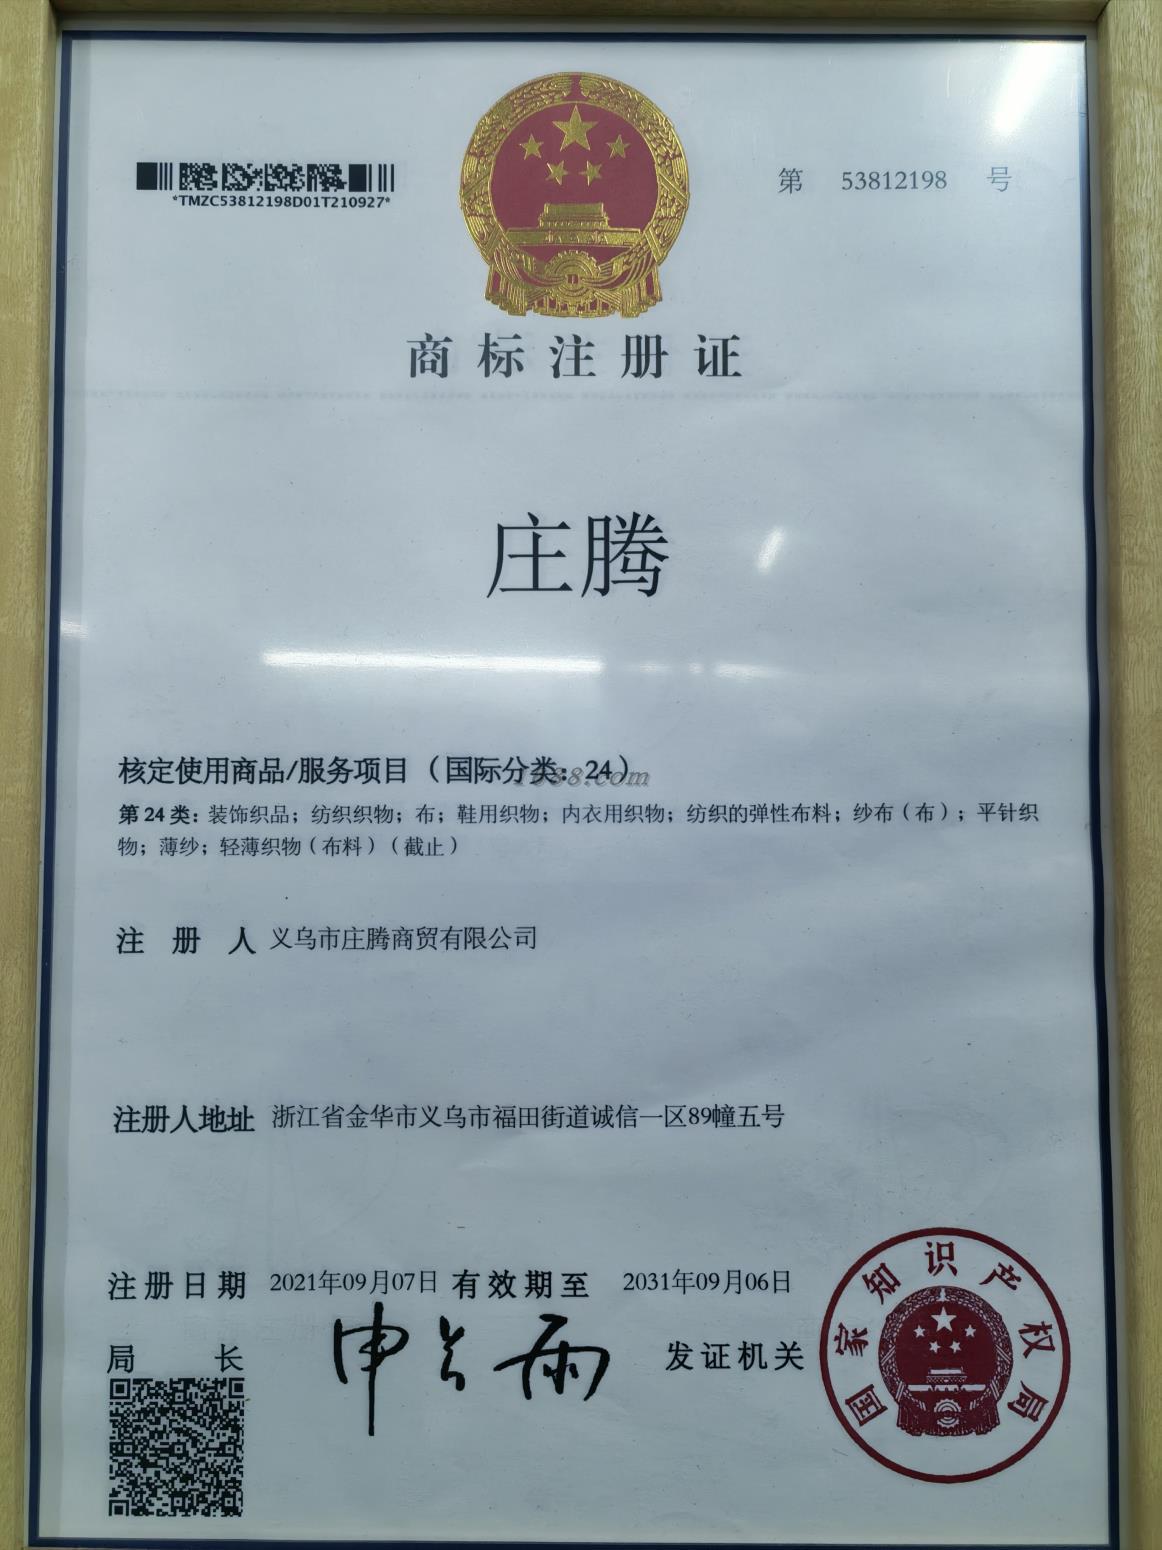 *TMZC53812198D01T210927*
第 53812198 号
商标注册证
庄腾
核定使用商品/服务项目（国际分类：24）
1688.com
第24类：装饰织品；纺织织物；布；鞋用织物；内衣用织物；纺织的弹性布料；纱布（布）；平针织
物；薄纱；轻薄织物（布料）（截止）
注册人 义乌市庄腾商贸有限公司
注册人地址 浙江省金华市义乌市福田街道诚信一区89幢五号
注册日期 2021年09月07日 有效期至 2031年09月06日
局长 申长雨 发证机关
国家知识产权局